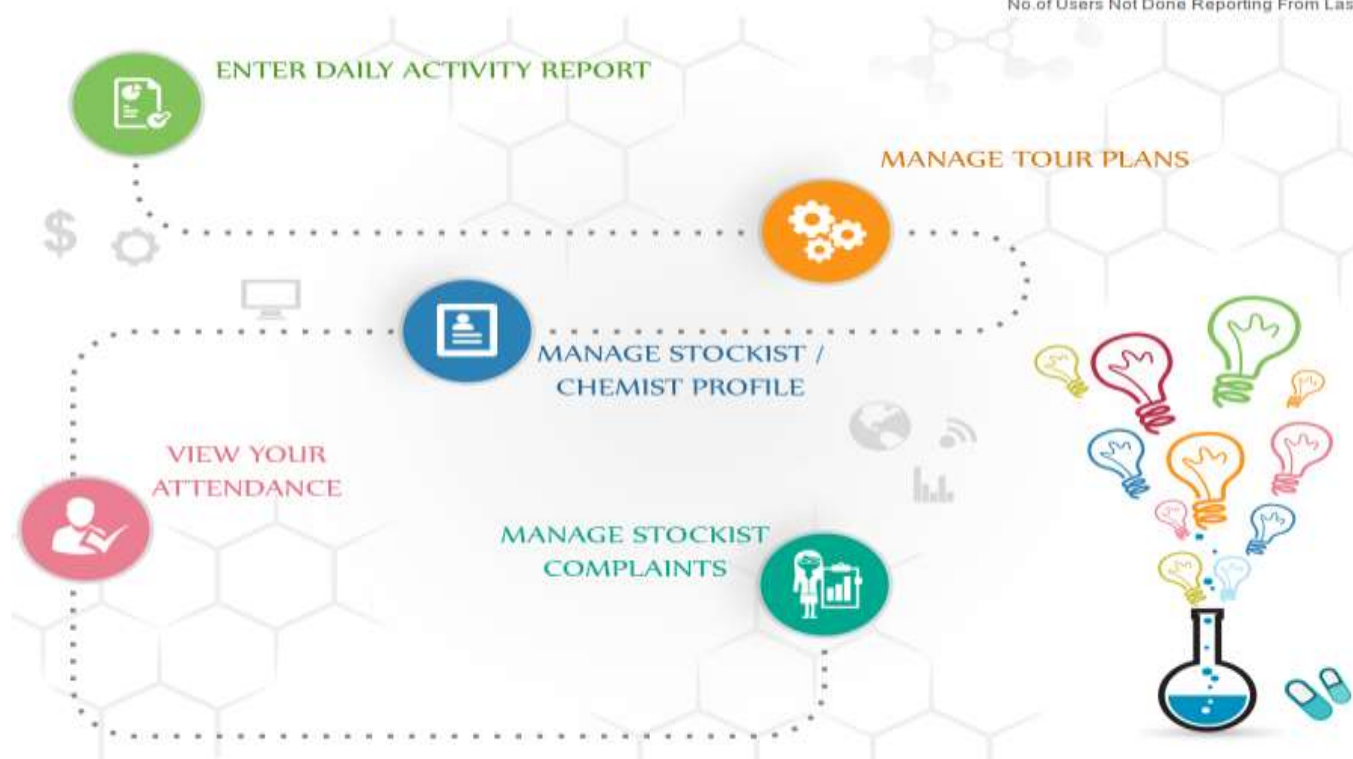 No.of Users Not Done Reporting From Las
ENTER DAILY ACTIVITY REPORT
MANAGE TOUR PLANS
MANAGE STOCKIST /
CHEMIST PROFILE
VIEW YOUR
ATTENDANCE
MANAGE STOCKIST
COMPLAINTS